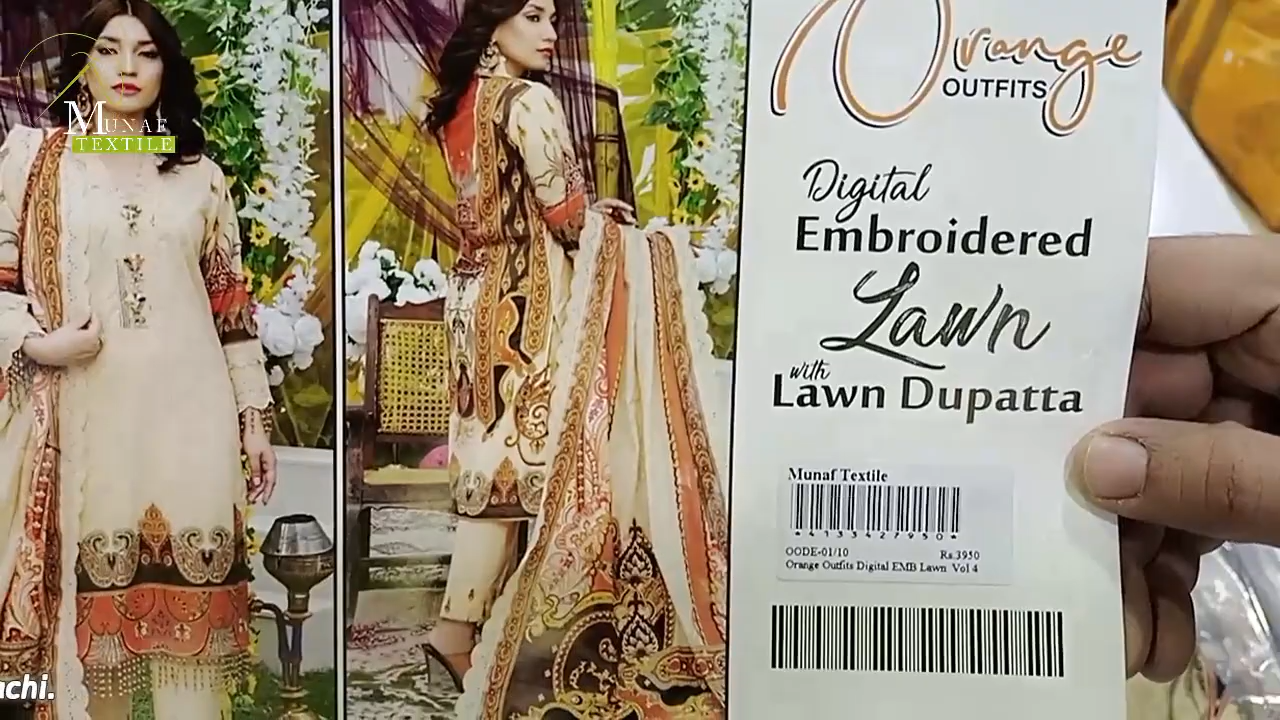 MUNAF
TEXTILE
Orange
OUTFITS
Digital
Embroidered
Lawn
with
Lawn Dupatta
Munaf Textile
*4133427950*
OODE-01/10 Rs.3950
Orange Outfits Digital EMB Lawn Vol 4
achi.